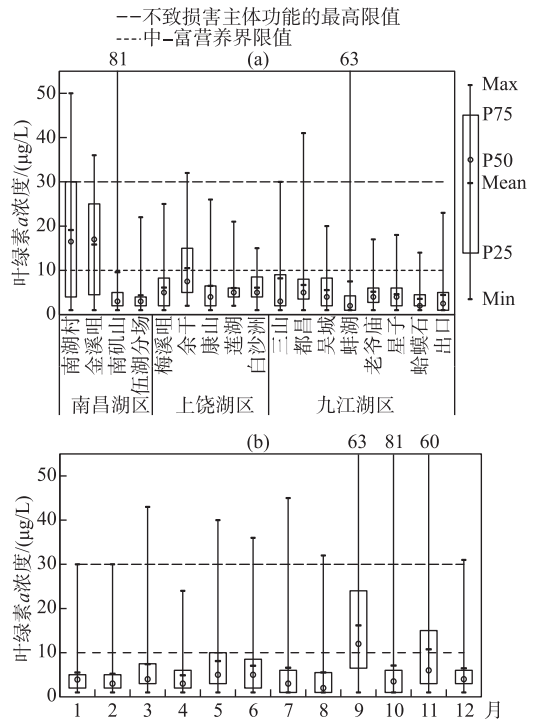 不致损害主体功能的最高限值
中-富营养界限值
81 (a) 63
叶绿素a浓度/(μg/L)
50
40
30
20
10
0
Max
P75
P50
Mean
P25
Min
南湖村
金溪咀
南矶山
伍湖分场
梅溪咀
余干
康山
莲湖
白沙洲
三山
都昌
吴城
蚌湖
老爷庙
星子
蛤蟆石
出口
南昌湖区 上饶湖区 九江湖区
(b) 63 81 60
叶绿素a浓度/(μg/L)
50
40
30
20
10
0
1 2 3 4 5 6 7 8 9 10 11 12 月